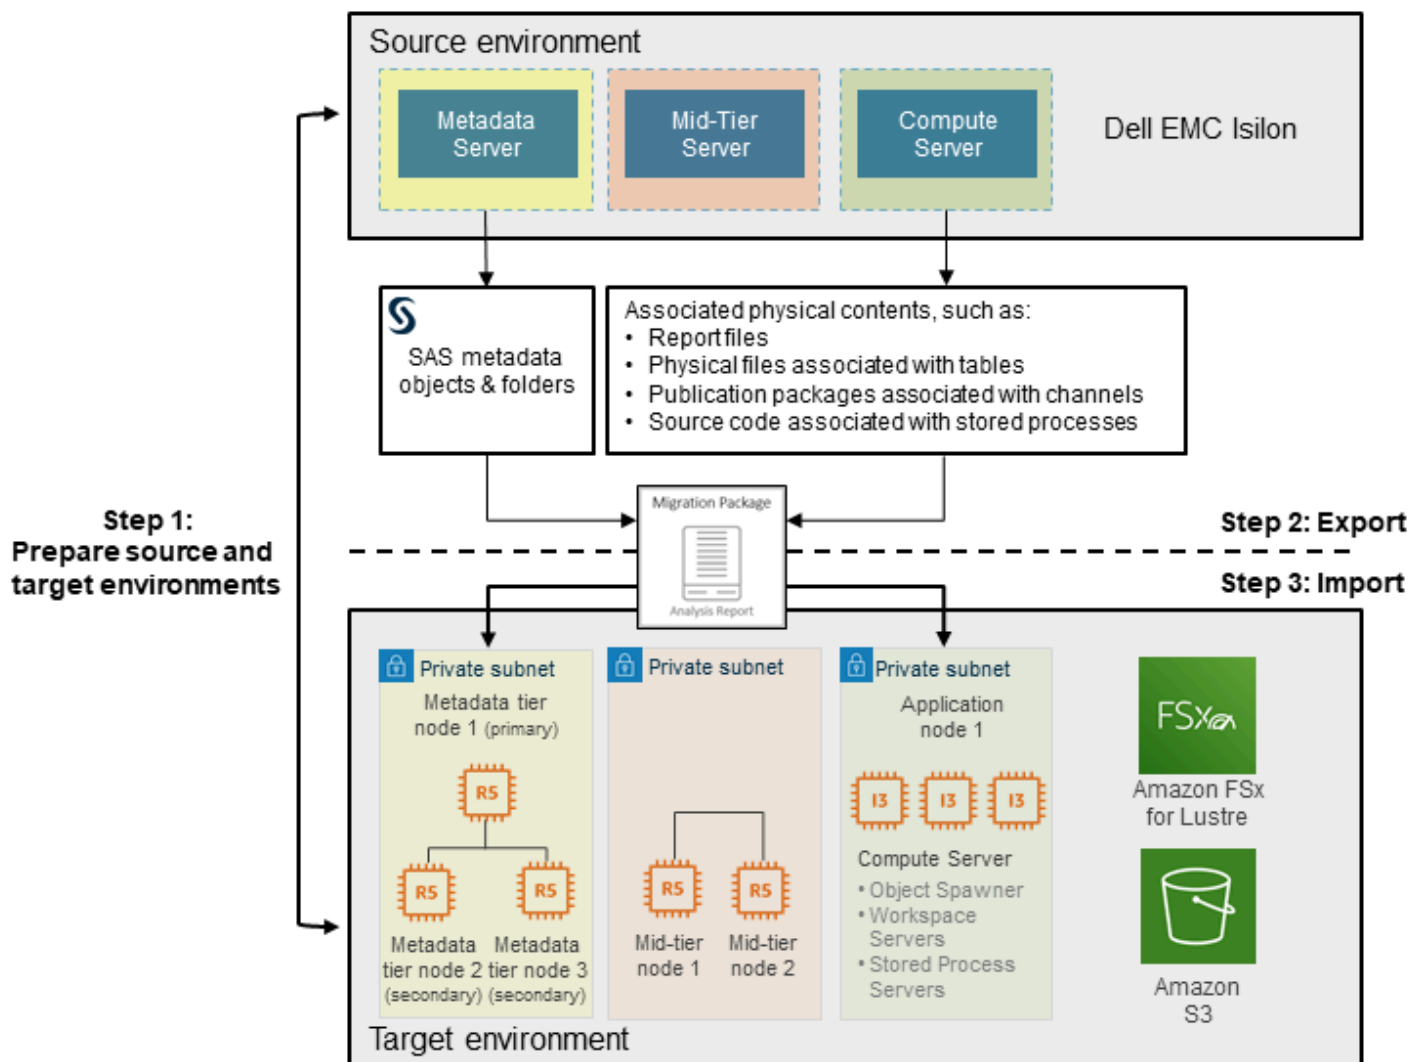 Source environment
Metadata
Server
Mid-Tier
Server
Compute
Server
Dell EMC Isilon
SAS metadata
objects & folders
Associated physical contents, such as:
• Report files
• Physical files associated with tables
• Publication packages associated with channels
• Source code associated with stored processes
Step 1:
Prepare source and
target environments
Migration Package
Analysis Report
Step 2: Export
Step 3: Import
Private subnet
Metadata tier
node 1 (primary)
R5
R5
R5
Metadata
tier node 2
(secondary)
Metadata
tier node 3
(secondary)
Private subnet
R5
R5
Mid-tier
node 1
Mid-tier
node 2
Private subnet
Application
node 1
I3
I3
I3
Compute Server
• Object Spawner
• Workspace
Servers
• Stored Process
Servers
FSx
Amazon FSx
for Lustre
Amazon
S3
Target environment